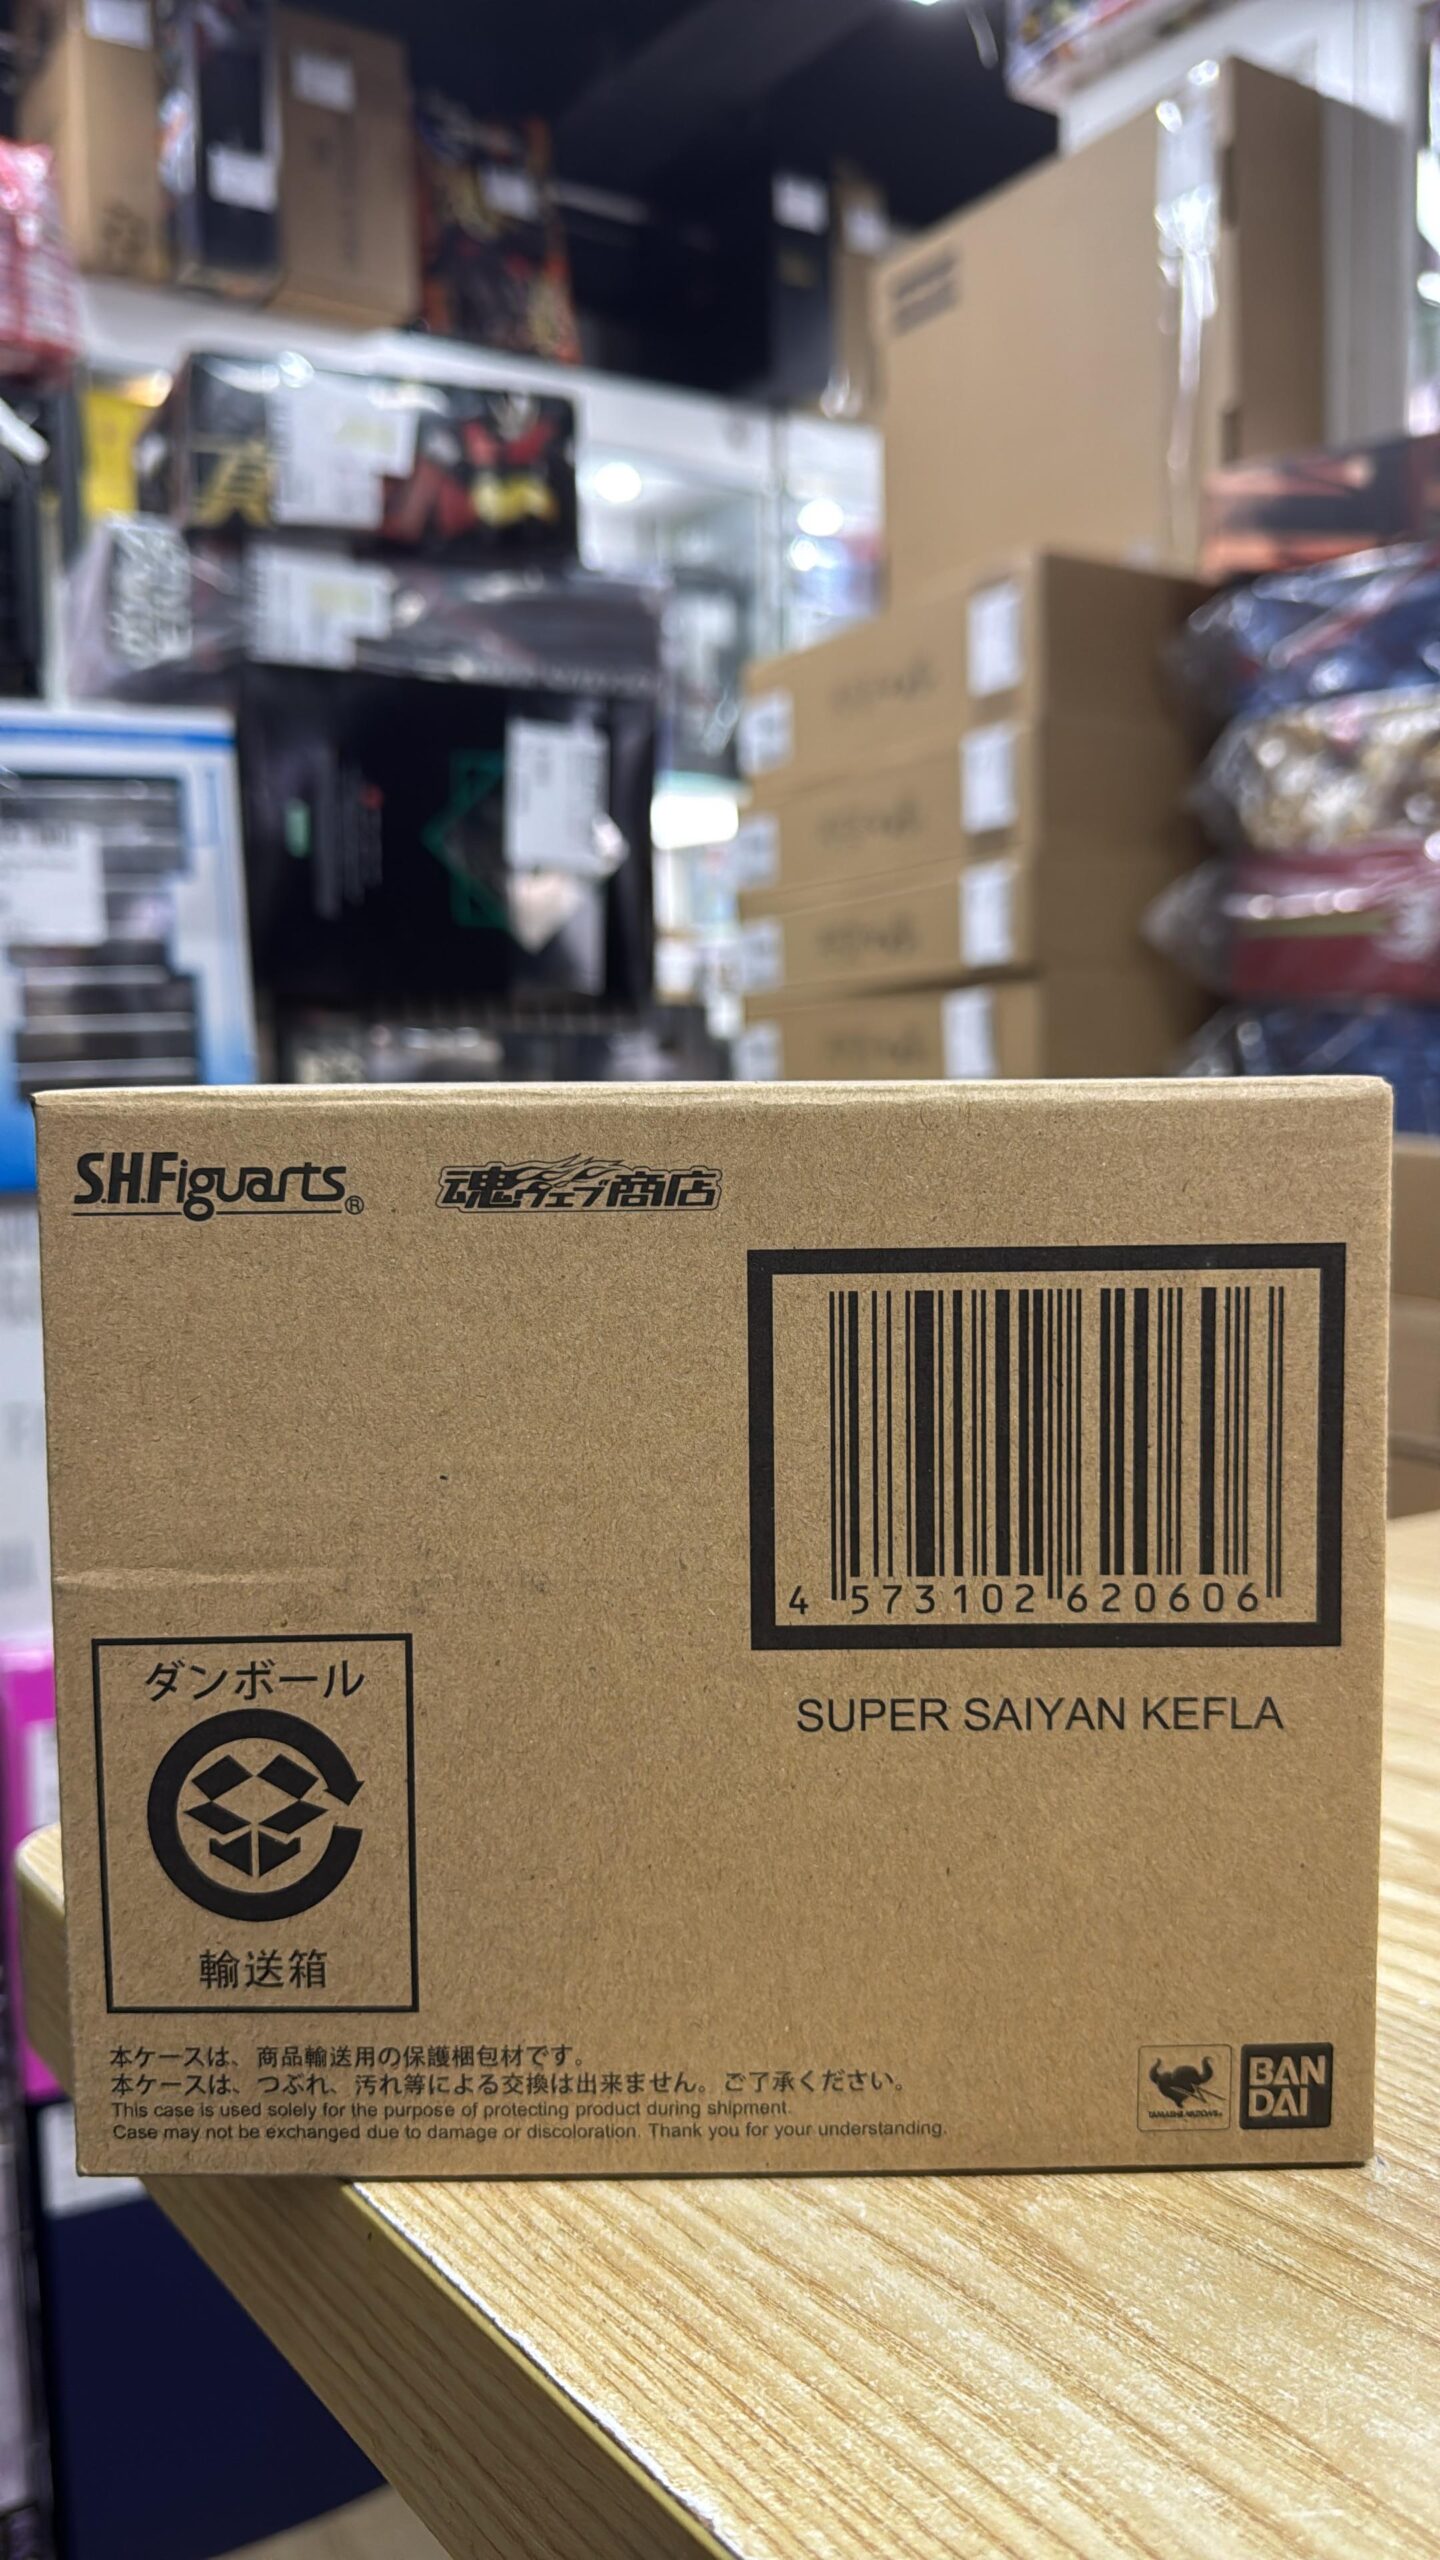 S.H.Figuarts®
魂ウェブ商店
4 573102 620606
SUPER SAIYAN KEFLA
ダンボール
輸送箱
本ケースは、商品輸送用の保護梱包材です。
本ケースは、つぶれ、汚れ等による交換は出来ません。ご了承ください。
This case is used solely for the purpose of protecting product during shipment.
Case may not be exchanged due to damage or discoloration. Thank you for your understanding.
TAMASHII NATIONS
BAN
DAI